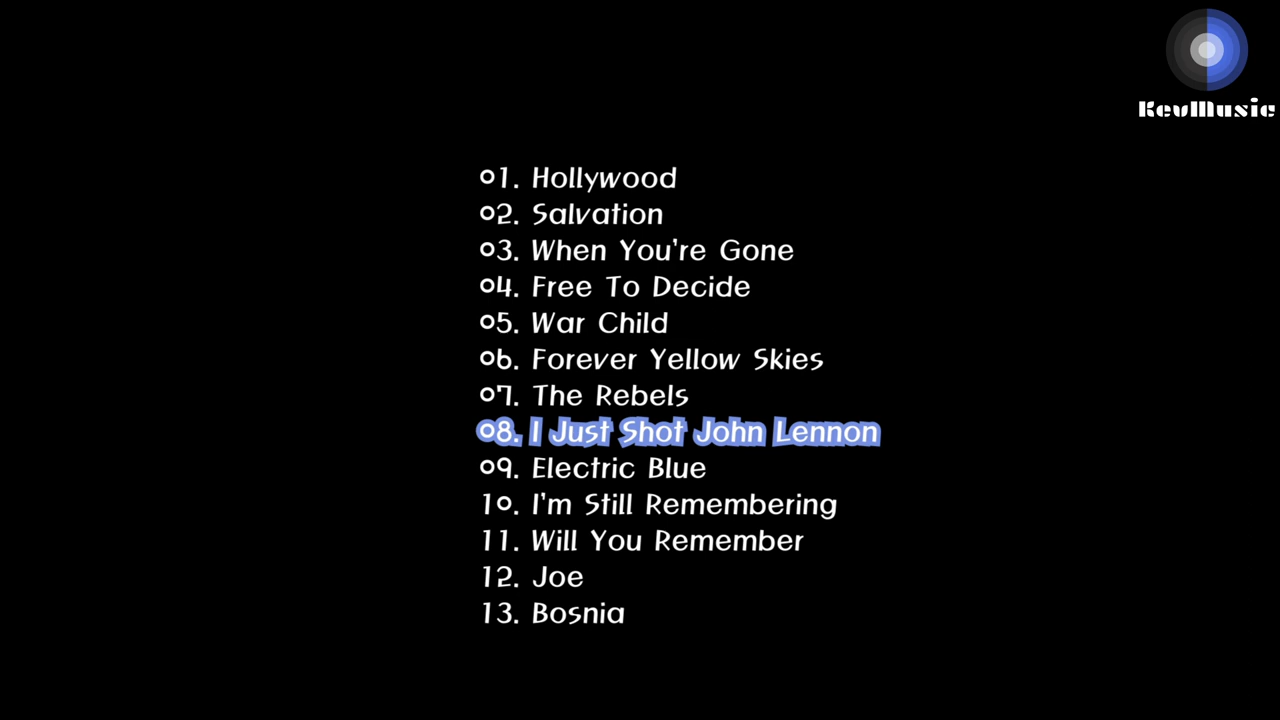 KevMusic
01. Hollywood
02. Salvation
03. When You're Gone
04. Free To Decide
05. War Child
06. Forever Yellow Skies
07. The Rebels
08. I Just Shot John Lennon
09. Electric Blue
10. I'm Still Remembering
11. Will You Remember
12. Joe
13. Bosnia